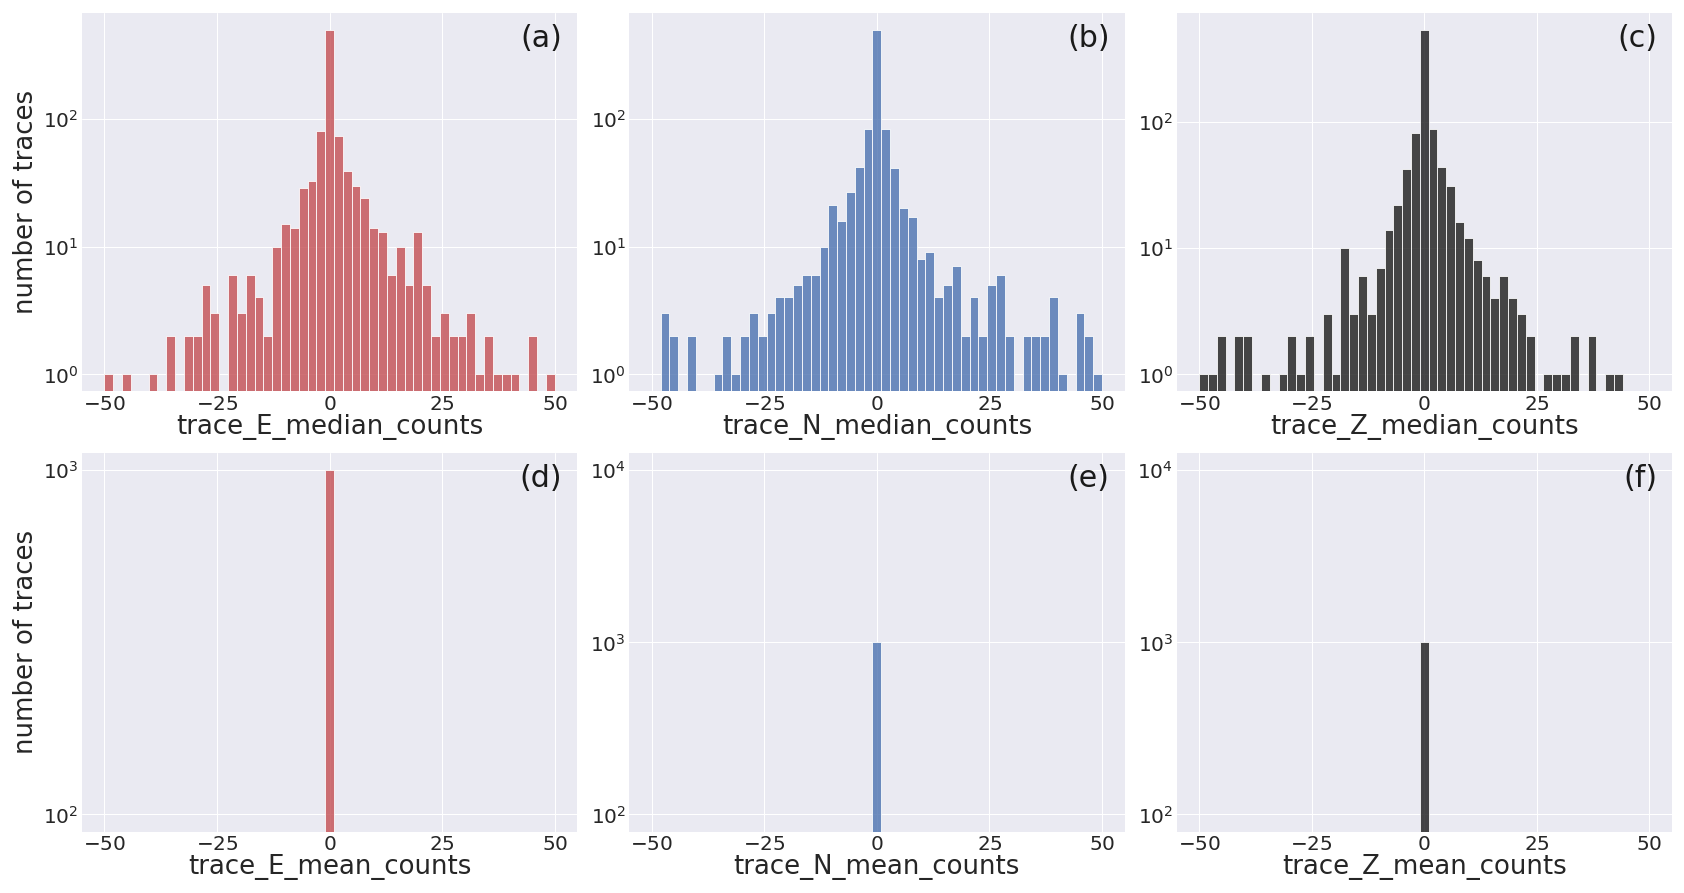 (a)
(b)
(c)
number of traces
10²
10¹
10⁰
10²
10¹
10⁰
10²
10¹
10⁰
−50 −25 0 25 50
−50 −25 0 25 50
−50 −25 0 25 50
trace_E_median_counts
trace_N_median_counts
trace_Z_median_counts
(d)
(e)
(f)
number of traces
10³
10²
10⁴
10³
10²
10⁴
10³
10²
−50 −25 0 25 50
−50 −25 0 25 50
−50 −25 0 25 50
trace_E_mean_counts
trace_N_mean_counts
trace_Z_mean_counts